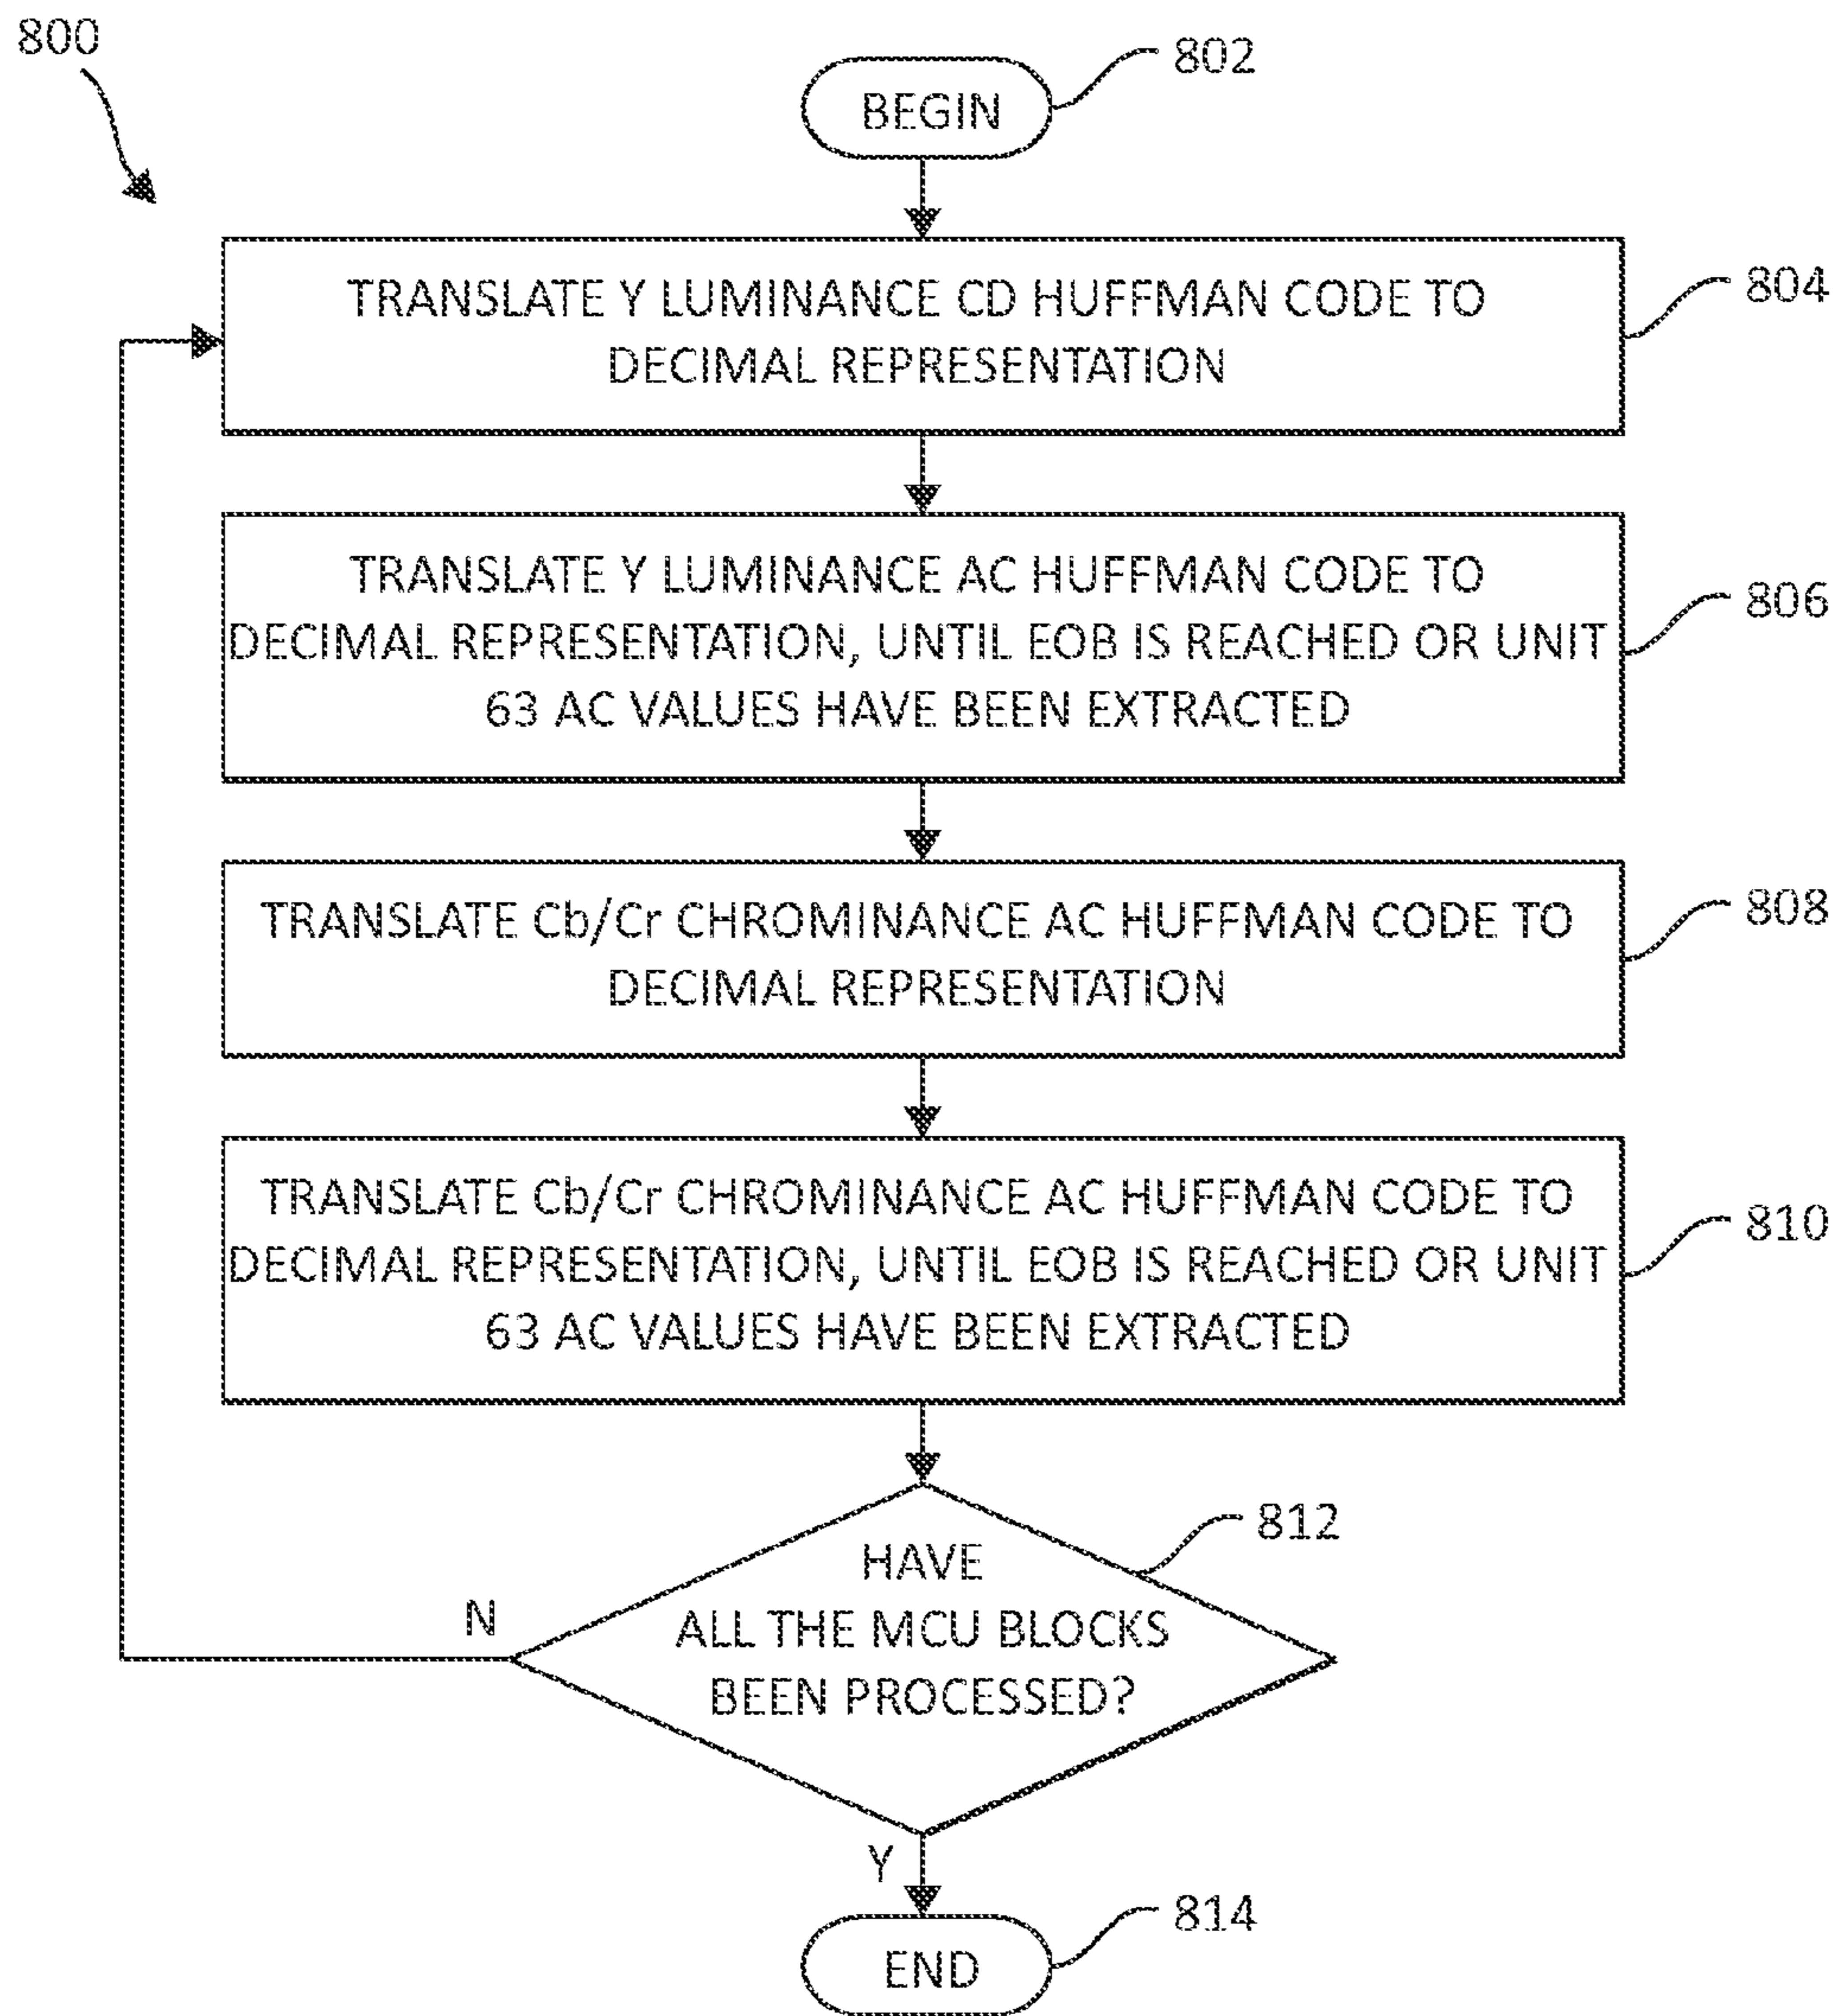 800
802
BEGIN
TRANSLATE Y LUMINANCE CD HUFFMAN CODE TO
DECIMAL REPRESENTATION
804
TRANSLATE Y LUMINANCE AC HUFFMAN CODE TO
DECIMAL REPRESENTATION, UNTIL EOB IS REACHED OR UNIT
63 AC VALUES HAVE BEEN EXTRACTED
806
TRANSLATE Cb/Cr CHROMINANCE AC HUFFMAN CODE TO
DECIMAL REPRESENTATION
808
TRANSLATE Cb/Cr CHROMINANCE AC HUFFMAN CODE TO
DECIMAL REPRESENTATION, UNTIL EOB IS REACHED OR UNIT
63 AC VALUES HAVE BEEN EXTRACTED
810
812
HAVE
ALL THE MCU BLOCKS
BEEN PROCESSED?
N
Y
814
END